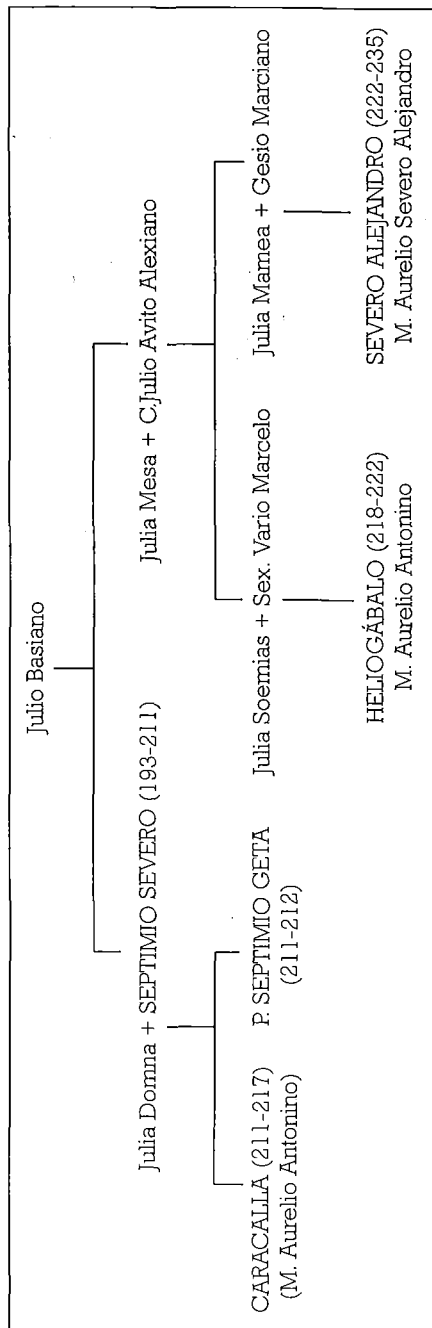 Julio Basiano
Julia Domna + SEPTIMIO SEVERO (193-211)
Julia Mesa + C.Julio Avito Alexiano
CARACALLA (211-217)
(M. Aurelio Antonino)
P. SEPTIMIO GETA
(211-212)
Julia Soemias + Sex. Vario Marcelo
Julia Mamea + Gesio Marciano
HELIOGÁBALO (218-222)
M. Aurelio Antonino
SEVERO ALEJANDRO (222-235)
M. Aurelio Severo Alejandro